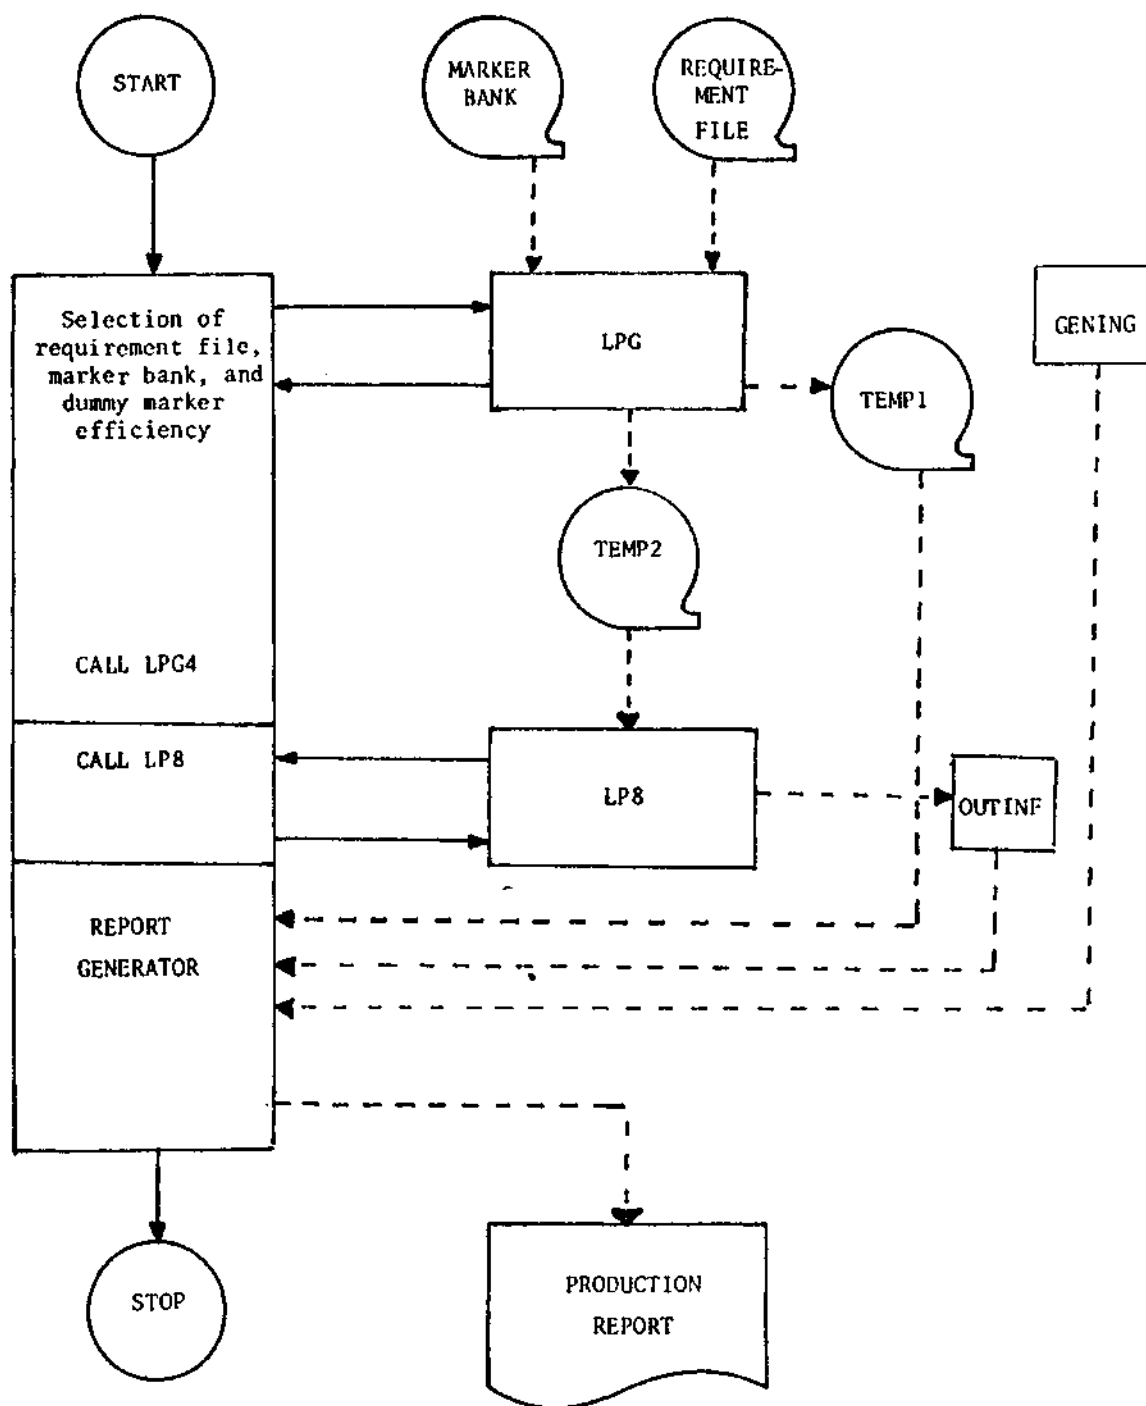 START
MARKER
BANK
REQUIRE-
MENT
FILE
Selection of
requirement file,
marker bank, and
dummy marker
efficiency
LPG
GENING
TEMP1
TEMP2
CALL LPG4
CALL LP8
LP8
OUTINF
REPORT
GENERATOR
STOP
PRODUCTION
REPORT